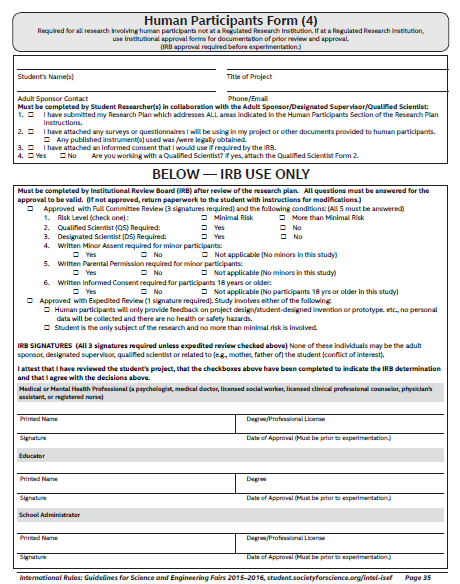 Human Participants Form (4)
Required for all research involving human participants not at a Regulated Research Institution. If at a Regulated Research Institution,
use Institutional approval forms for documentation of prior review and approval.
(IRB approval required before experimentation.)
Student's Name(s) Title of Project
Adult Sponsor Contact Phone/Email
Must be completed by Student Researcher(s) in collaboration with the Adult Sponsor/Designated Supervisor/Qualified Scientist:
1. ☐ I have submitted my Research Plan which addresses ALL areas indicated in the Human Participants Section of the Research Plan
Instructions.
2. ☐ I have attached any surveys or questionnaires I will be using in my project or other documents provided to human participants.
☐ Any published instrument(s) used was /were legally obtained.
3. ☐ I have attached an informed consent that I would use if required by the IRB.
4. ☐ Yes ☐ No Are you working with a Qualified Scientist? If yes, attach the Qualified Scientist Form 2.
BELOW — IRB USE ONLY
Must be completed by Institutional Review Board (IRB) after review of the research plan. All questions must be answered for the
approval to be valid. (If not approved, return paperwork to the student with instructions for modifications.)
☐ Approved with Full Committee Review (3 signatures required) and the following conditions: (All 5 must be answered)
1. Risk Level (check one) : ☐ Minimal Risk ☐ More than Minimal Risk
2. Qualified Scientist (QS) Required: ☐ Yes ☐ No
3. Designated Scientist (DS) Required: ☐ Yes ☐ No
4. Written Minor Assent required for minor participants:
☐ Yes ☐ No ☐ Not applicable (No minors in this study)
5. Written Parental Permission required for minor participants:
☐ Yes ☐ No ☐ Not applicable (No minors in this study)
6. Written Informed Consent required for participants 18 years or older:
☐ Yes ☐ No ☐ Not applicable (No participants 18 yrs or older in this study)
☐ Approved with Expedited Review (1 signature required). Study involves either of the following:
☐ Human participants will only provide feedback on project design/student-designed invention or prototype. etc., no personal
data will be collected and there are no health or safety hazards.
☐ Student is the only subject of the research and no more than minimal risk is involved.
IRB SIGNATURES (All 3 signatures required unless expedited review checked above) None of these individuals may be the adult
sponsor, designated supervisor, qualified scientist or related to (e.g., mother, father of) the student (conflict of interest).
I attest that I have reviewed the student's project, that the checkboxes above have been completed to indicate the IRB determination
and that I agree with the decisions above.
Medical or Mental Health Professional (a psychologist, medical doctor, licensed social worker, licensed clinical professional counselor, physician's
assistant, or registered nurse)
Printed Name Degree/Professional License
Signature Date of Approval (Must be prior to experimentation.)
Educator
Printed Name Degree
Signature Date of Approval (Must be prior to experimentation.)
School Administrator
Printed Name Degree/Professional License
Signature Date of Approval (Must be prior to experimentation.)
International Rules: Guidelines for Science and Engineering Fairs 2015–2016, student.societyforscience.org/intel-isef Page 35